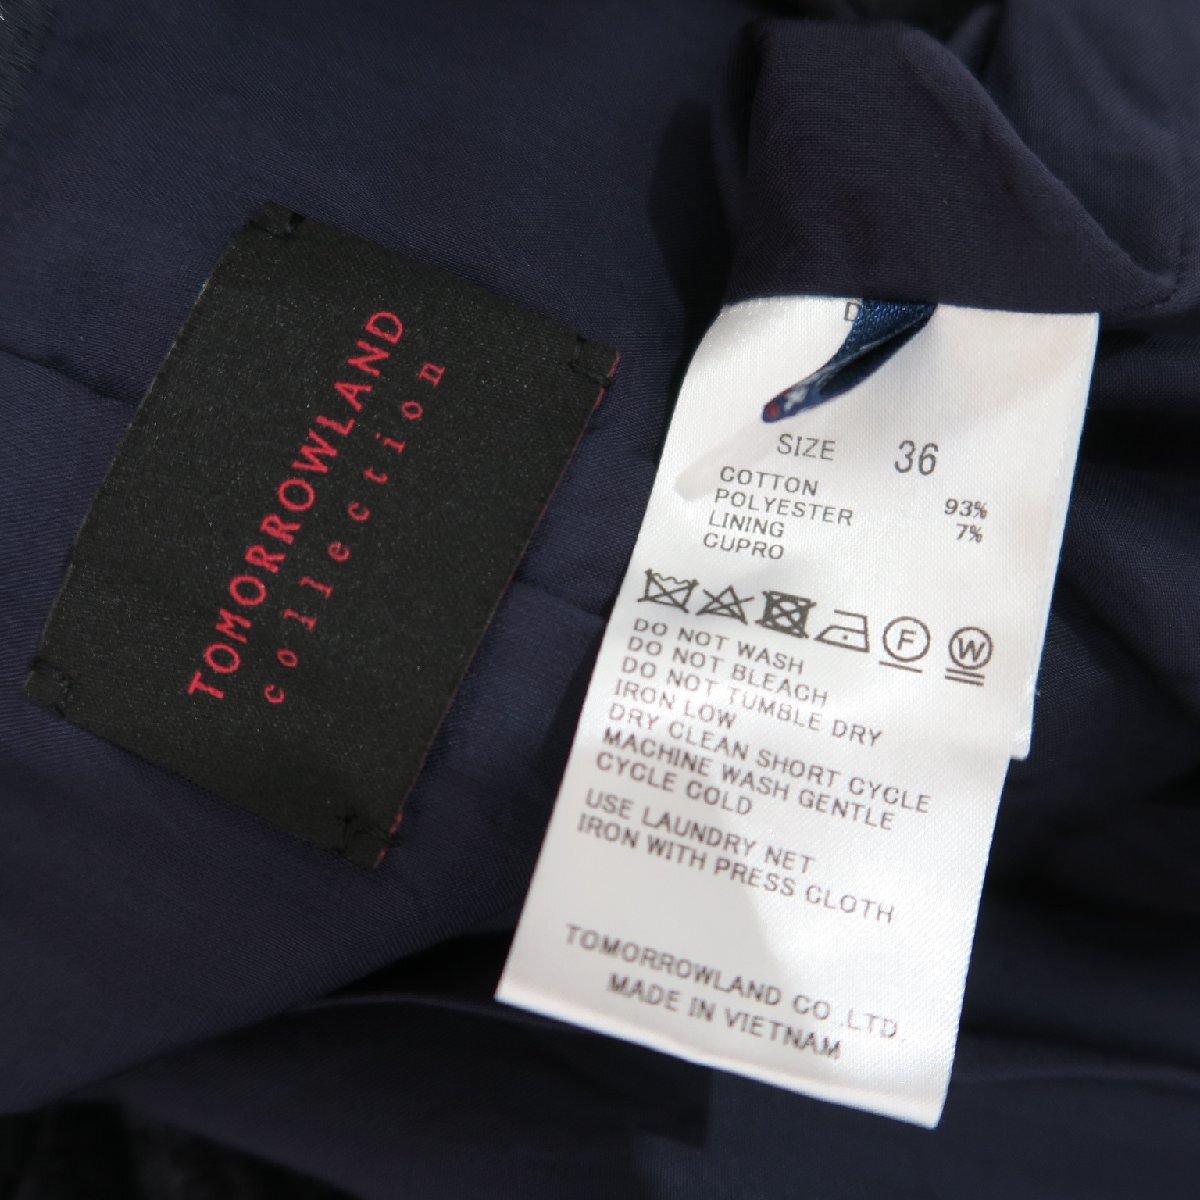 TOMORROWLAND
collection
D
SIZE 36
COTTON 93%
POLYESTER 7%
LINING
CUPRO
F W
DO NOT WASH
DO NOT BLEACH
DO NOT TUMBLE DRY
IRON LOW
DRY CLEAN SHORT CYCLE
MACHINE WASH GENTLE
CYCLE COLD
USE LAUNDRY NET
IRON WITH PRESS CLOTH
TOMORROWLAND CO .LTD.
MADE IN VIETNAM